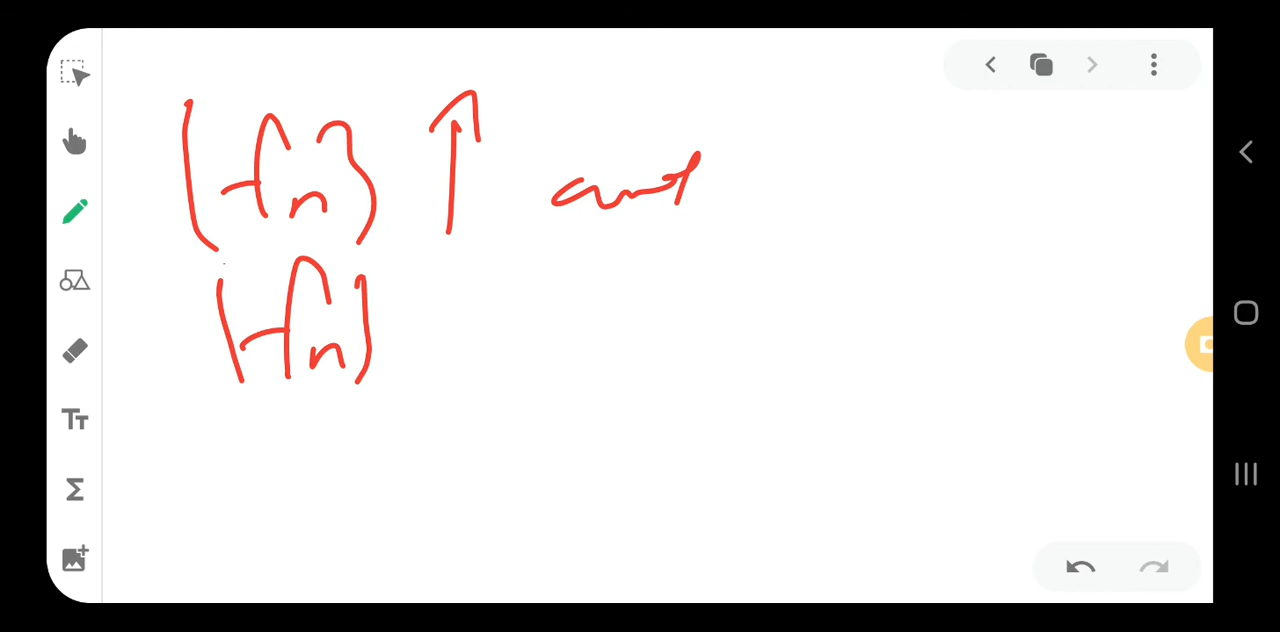 {fn} ↑ and
{fn}